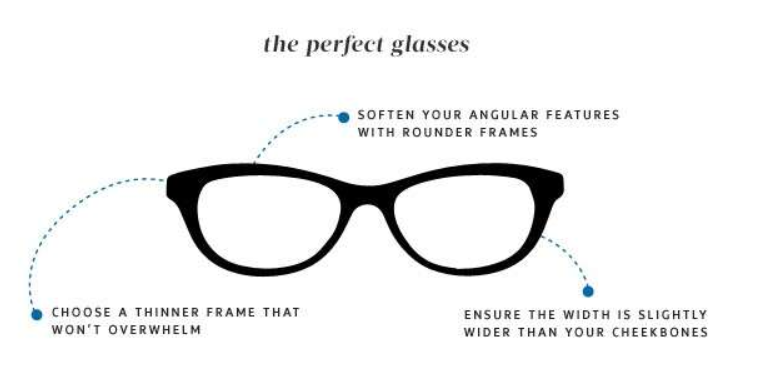 the perfect glasses
SOFTEN YOUR ANGULAR FEATURES
WITH ROUNDER FRAMES
CHOOSE A THINNER FRAME THAT
WON'T OVERWHELM
ENSURE THE WIDTH IS SLIGHTLY
WIDER THAN YOUR CHEEKBONES